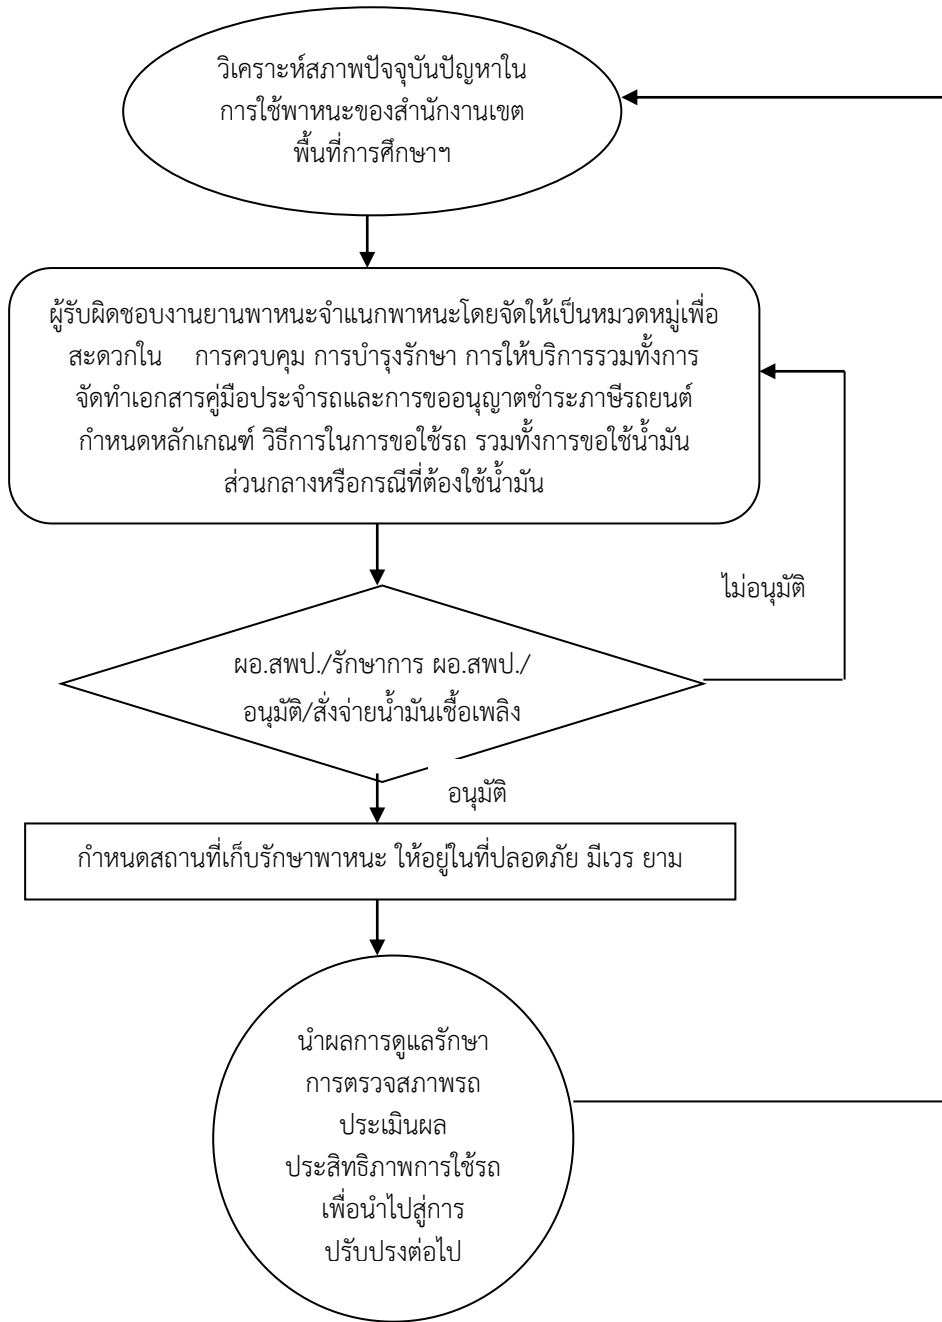 วิเคราะห์สภาพปัจจุบันปัญหาใน
การใช้พาหนะของสำนักงานเขต
พื้นที่การศึกษาฯ
ผู้รับผิดชอบงานยานพาหนะจำแนกพาหนะโดยจัดให้เป็นหมวดหมู่เพื่อ
สะดวกใน การควบคุม การบำรุงรักษา การให้บริการรวมทั้งการ
จัดทำเอกสารคู่มือประจำรถและการขออนุญาตชำระภาษีรถยนต์
กำหนดหลักเกณฑ์ วิธีการในการขอใช้รถ รวมทั้งการขอใช้น้ำมัน
ส่วนกลางหรือกรณีที่ต้องใช้น้ำมัน
ไม่อนุมัติ
ผอ.สพป./รักษาการ ผอ.สพป./
อนุมัติ/สั่งจ่ายน้ำมันเชื้อเพลิง
อนุมัติ
กำหนดสถานที่เก็บรักษาพาหนะ ให้อยู่ในที่ปลอดภัย มีเวร ยาม
นำผลการดูแลรักษา
การตรวจสภาพรถ
ประเมินผล
ประสิทธิภาพการใช้รถ
เพื่อนำไปสู่การ
ปรับปรุงต่อไป